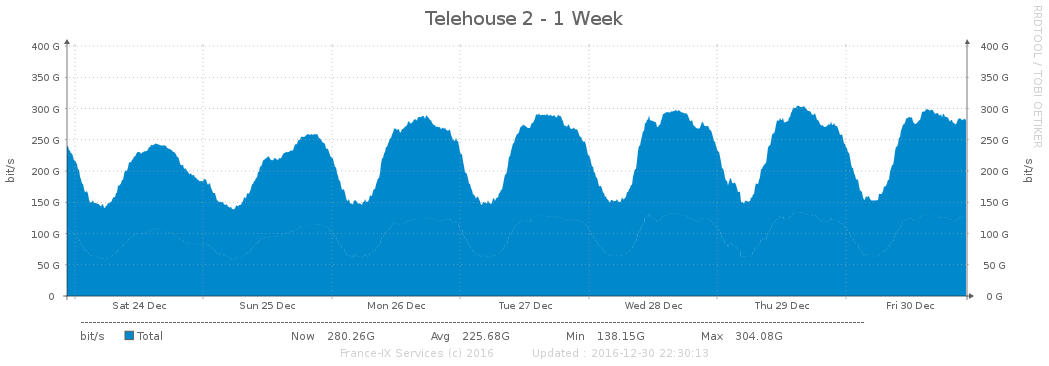 Telehouse 2 - 1 Week
RRDTOOL / TOBI OETIKER
bit/s
400 G 400 G
350 G 350 G
300 G 300 G
250 G 250 G
200 G 200 G
150 G 150 G
100 G 100 G
50 G 50 G
0 0 G
bit/s
Sat 24 Dec Sun 25 Dec Mon 26 Dec Tue 27 Dec Wed 28 Dec Thu 29 Dec Fri 30 Dec
bit/s Total Now 280.26G Avg 225.68G Min 138.15G Max 304.08G
France-IX Services (c) 2016 Updated : 2016-12-30 22:30:13